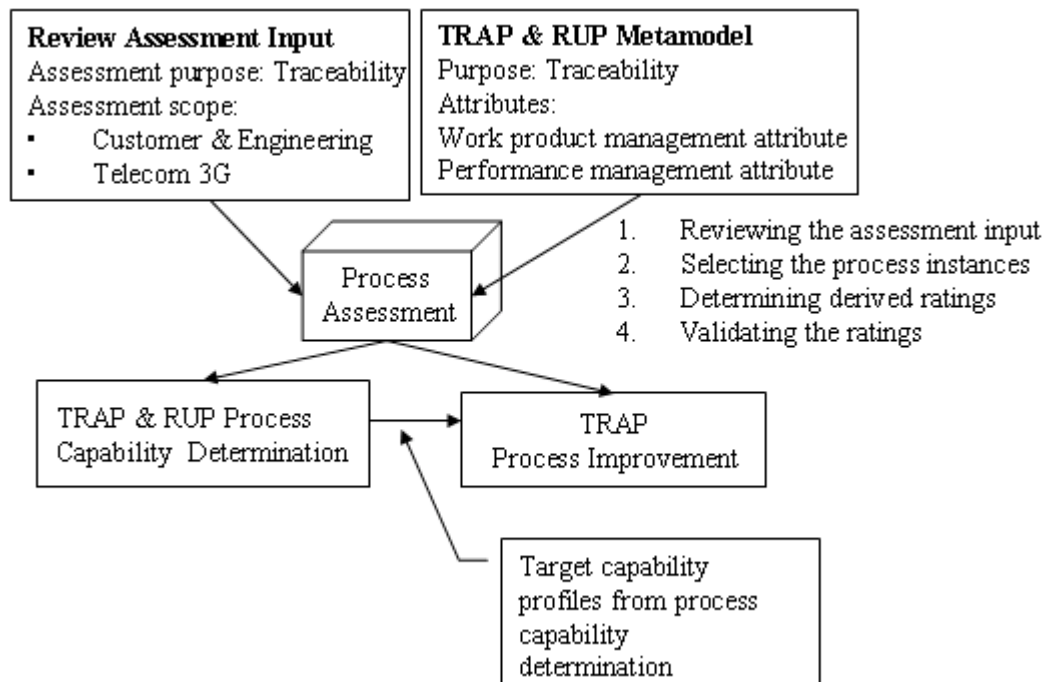 Review Assessment Input
Assessment purpose: Traceability
Assessment scope:
▪ Customer & Engineering
▪ Telecom 3G
TRAP & RUP Metamodel
Purpose: Traceability
Attributes:
Work product management attribute
Performance management attribute
Process
Assessment
1. Reviewing the assessment input
2. Selecting the process instances
3. Determining derived ratings
4. Validating the ratings
TRAP & RUP Process
Capability Determination
TRAP
Process Improvement
Target capability
profiles from process
capability
determination